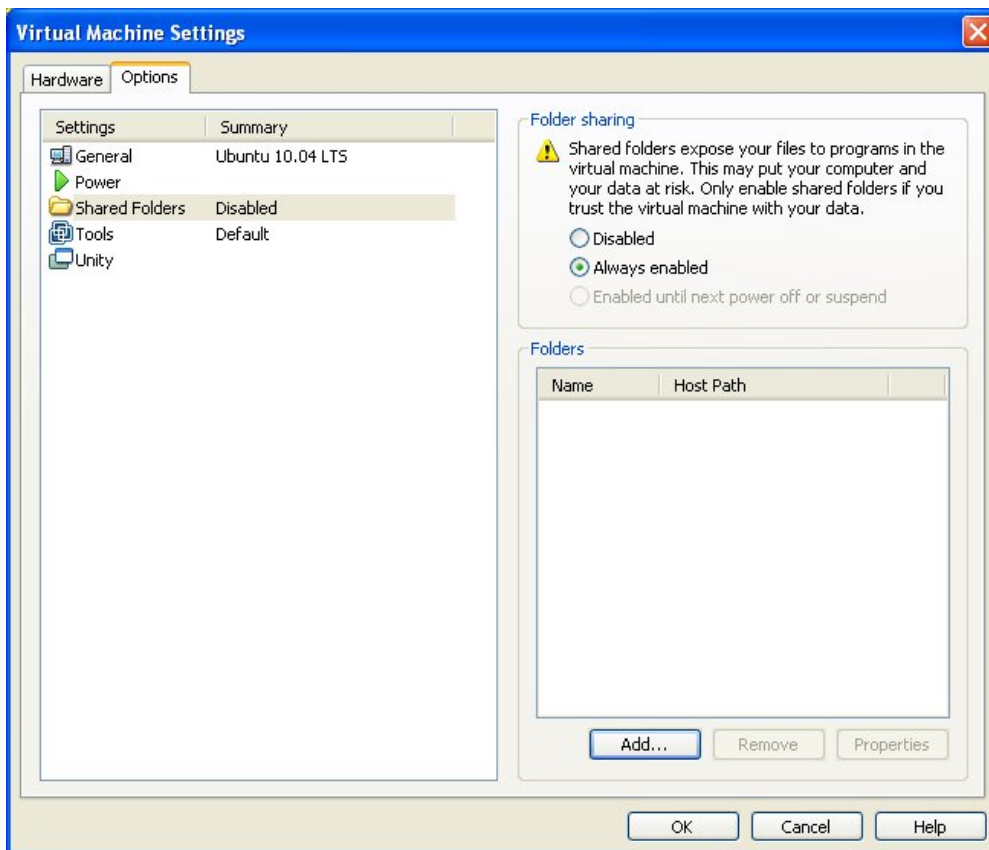 Virtual Machine Settings
Hardware Options
Settings Summary
General Ubuntu 10.04 LTS
Power
Shared Folders Disabled
Tools Default
Unity
Folder sharing
Shared folders expose your files to programs in the
virtual machine. This may put your computer and
your data at risk. Only enable shared folders if you
trust the virtual machine with your data.
Disabled
Always enabled
Enabled until next power off or suspend
Folders
Name Host Path
Add... Remove Properties
OK Cancel Help